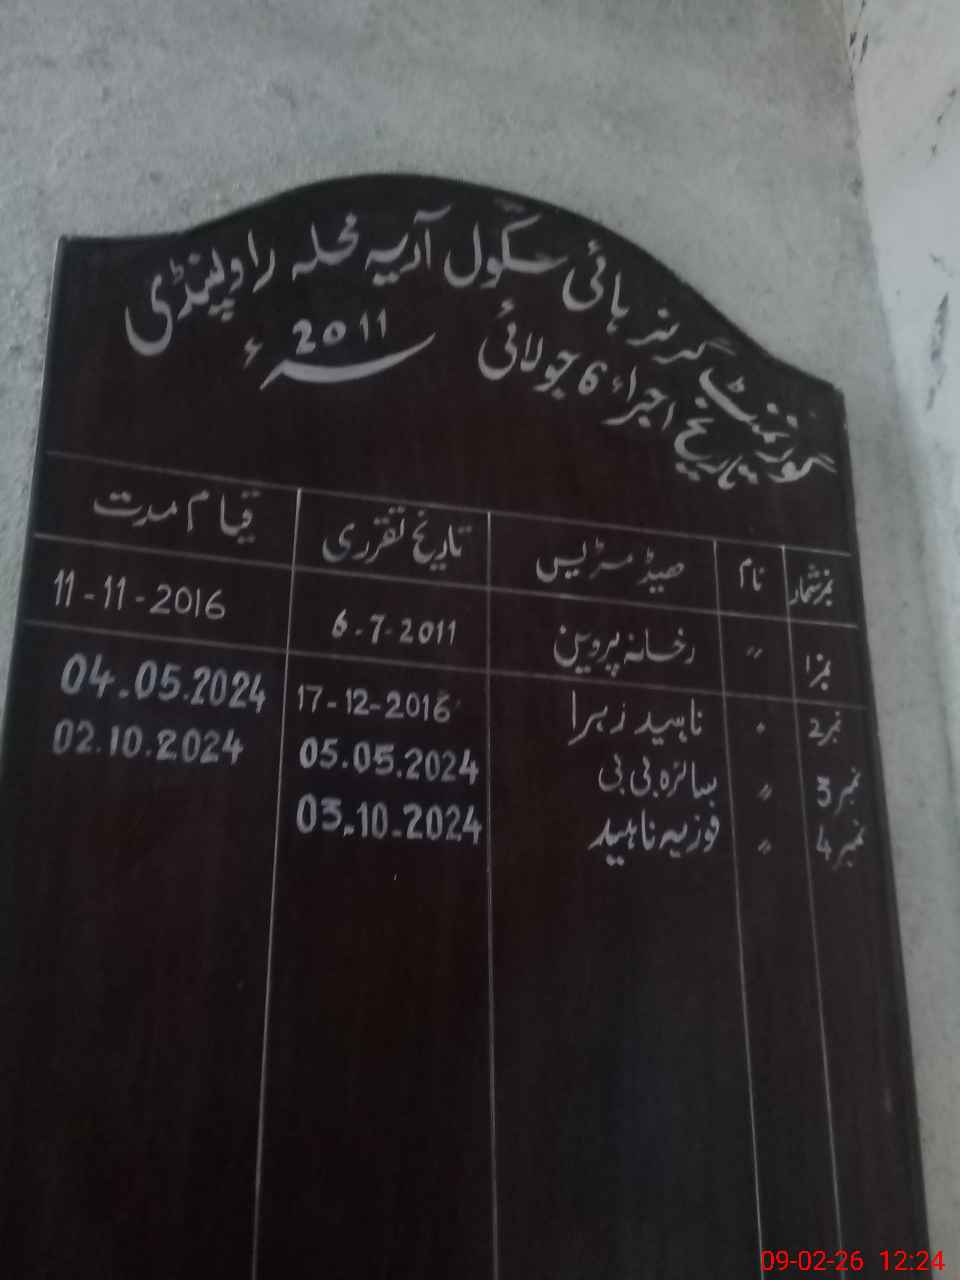 گورنمنٹ گرلز ہائی سکول آریہ محلہ راولپنڈی
تاریخ اجراء 6 جولائی 2011ء
نمبر شمار نام ھیڈ مسٹریس تاریخ تقرری قیام مدت
نمبر 1 〃 رخسانہ پروین 6-7-2011 11-11-2016
نمبر 2 〃 ناہید زہرا 17-12-2016 04.05.2024
نمبر 3 〃 سائرہ بی بی 05.05.2024 02.10.2024
نمبر 4 〃 فوزیہ ناہید 03.10.2024
09-02-26 12:24